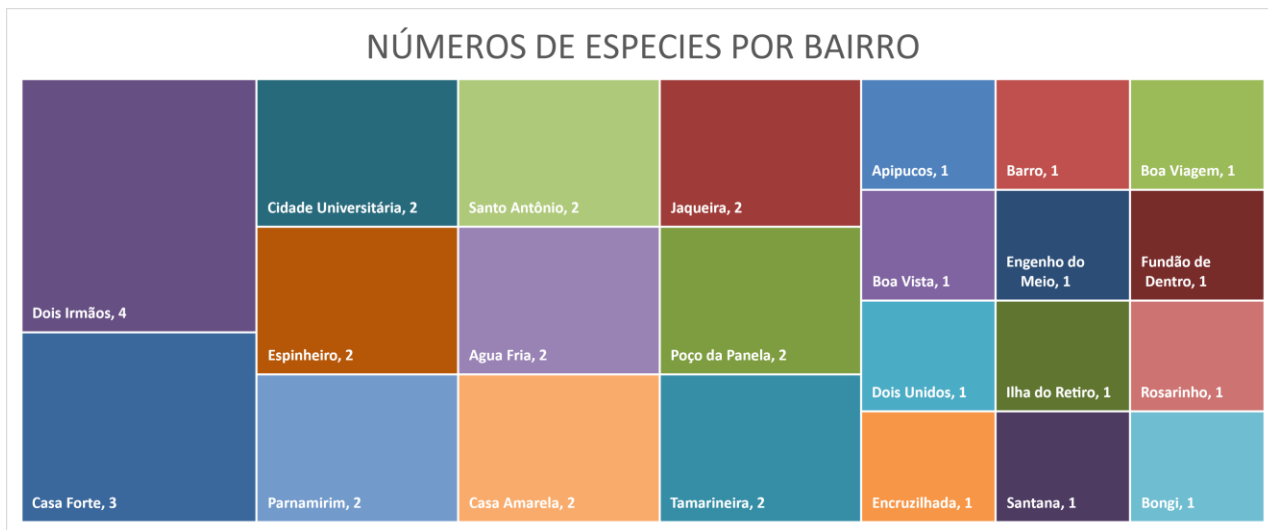 NÚMEROS DE ESPECIES POR BAIRRO
Dois Irmãos, 4
Casa Forte, 3
Cidade Universitária, 2
Espinheiro, 2
Parnamirim, 2
Santo Antônio, 2
Agua Fria, 2
Casa Amarela, 2
Jaqueira, 2
Poço da Panela, 2
Tamarineira, 2
Apipucos, 1
Boa Vista, 1
Dois Unidos, 1
Encruzilhada, 1
Barro, 1
Engenho do
Meio, 1
Ilha do Retiro, 1
Santana, 1
Boa Viagem, 1
Fundão de
Dentro, 1
Rosarinho, 1
Bongi, 1